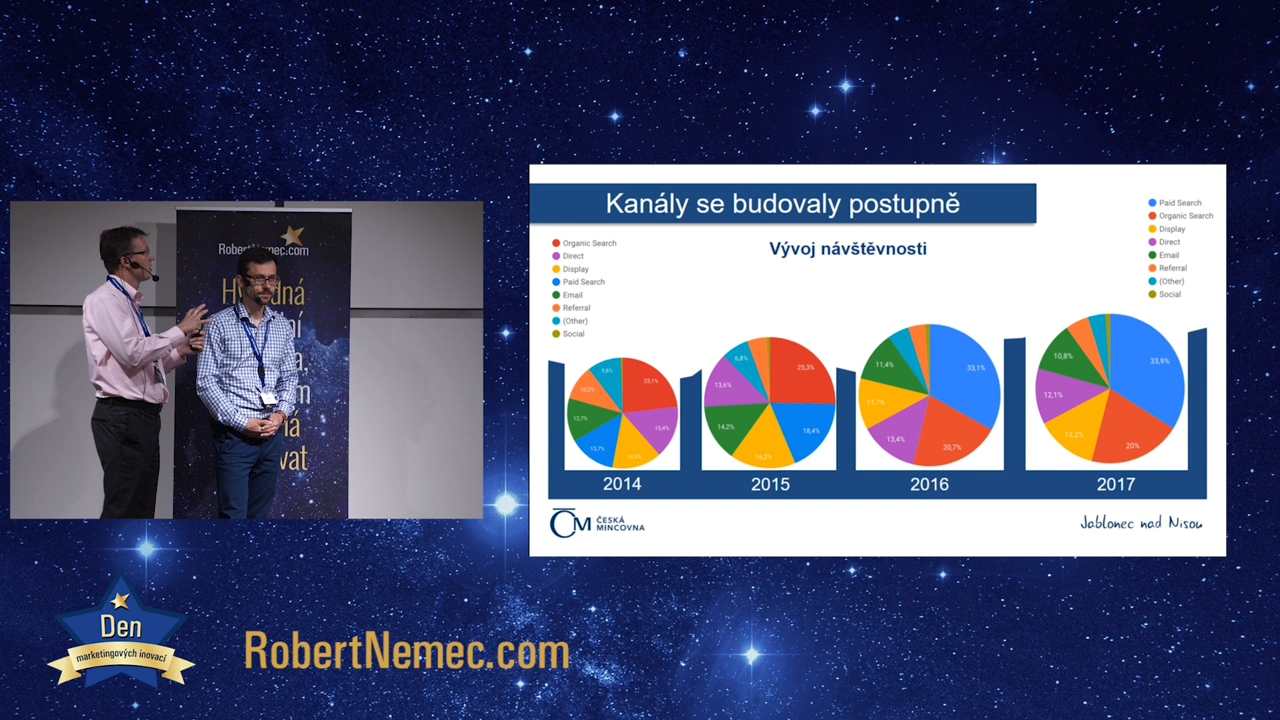 RobertNemec.com
Kanály se budovaly postupně
Vývoj návštěvnosti
Organic Search
Direct
Display
Paid Search
Email
Referral
(Other)
Social
Paid Search
Organic Search
Display
Direct
Email
Referral
(Other)
Social
23,1%
15,4%
13,7%
12,7%
10,2%
9,8%
25,3%
18,4%
16,2%
14,2%
13,6%
6,8%
33,1%
20,7%
13,4%
11,7%
11,4%
33,9%
20%
13,2%
12,1%
10,8%
2014
2015
2016
2017
ČM ČESKÁ
MINCOVNA
Jablonec nad Nisou
Den
marketingových inovací
RobertNemec.com